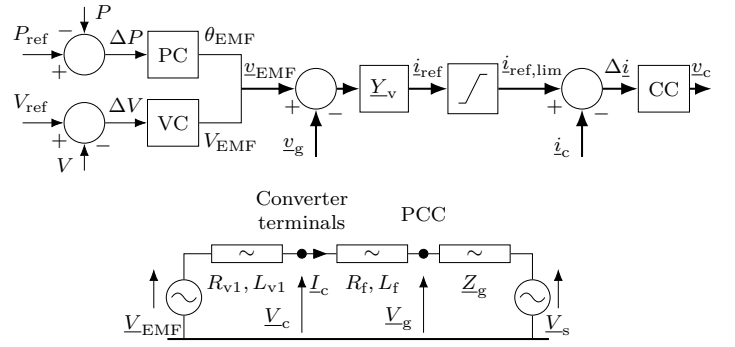 P
P_ref
ΔP
PC
θ_EMF
v_EMF
Y_v
i_ref
i_ref,lim
Δi
CC
v_c
V_ref
ΔV
VC
V_EMF
V
v_g
i_c
− + + − + − + −
Converter
terminals
PCC
~ ~ ~
R_v1, L_v1
I_c
R_f, L_f
Z_g
V_EMF
V_c
V_g
V_s